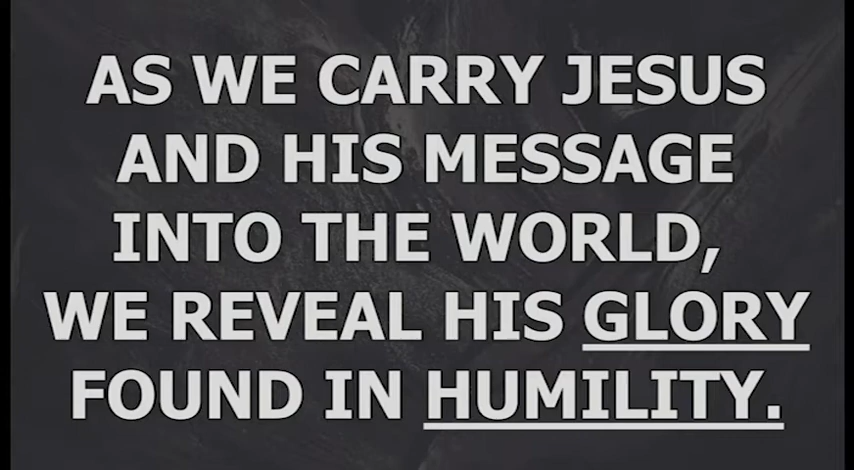 AS WE CARRY JESUS
AND HIS MESSAGE
INTO THE WORLD,
WE REVEAL HIS GLORY
FOUND IN HUMILITY.